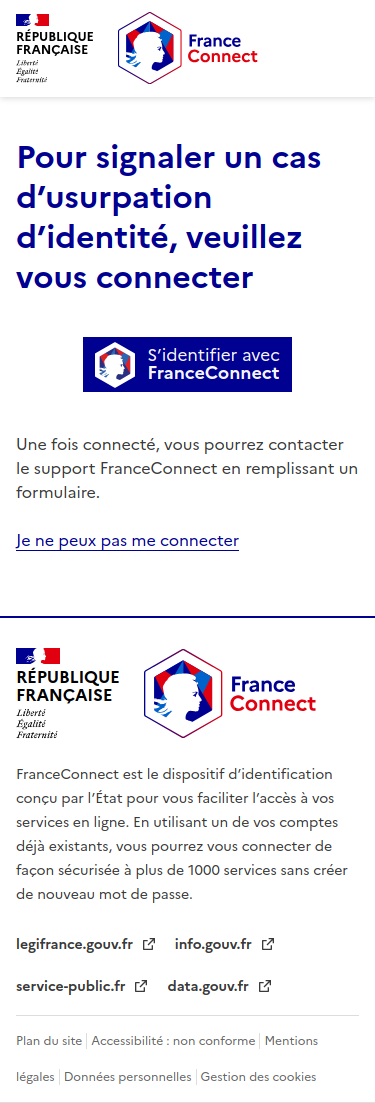 RÉPUBLIQUE
FRANÇAISE
Liberté
Égalité
Fraternité
France
Connect
Pour signaler un cas
d’usurpation
d’identité, veuillez
vous connecter
S’identifier avec
FranceConnect
Une fois connecté, vous pourrez contacter
le support FranceConnect en remplissant un
formulaire.
Je ne peux pas me connecter
RÉPUBLIQUE
FRANÇAISE
Liberté
Égalité
Fraternité
France
Connect
FranceConnect est le dispositif d’identification
conçu par l’État pour vous faciliter l’accès à vos
services en ligne. En utilisant un de vos comptes
déjà existants, vous pourrez vous connecter de
façon sécurisée à plus de 1000 services sans créer
de nouveau mot de passe.
legifrance.gouv.fr info.gouv.fr
service-public.fr data.gouv.fr
Plan du site Accessibilité : non conforme Mentions
légales Données personnelles Gestion des cookies